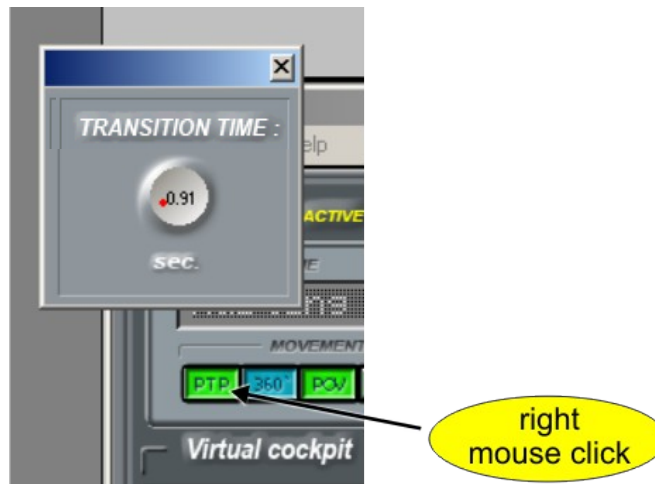 TRANSITION TIME :
0.91
sec.
elp
ACTIVE
MOVEMENT
PTP 360° POV
Virtual cockpit
right
mouse click